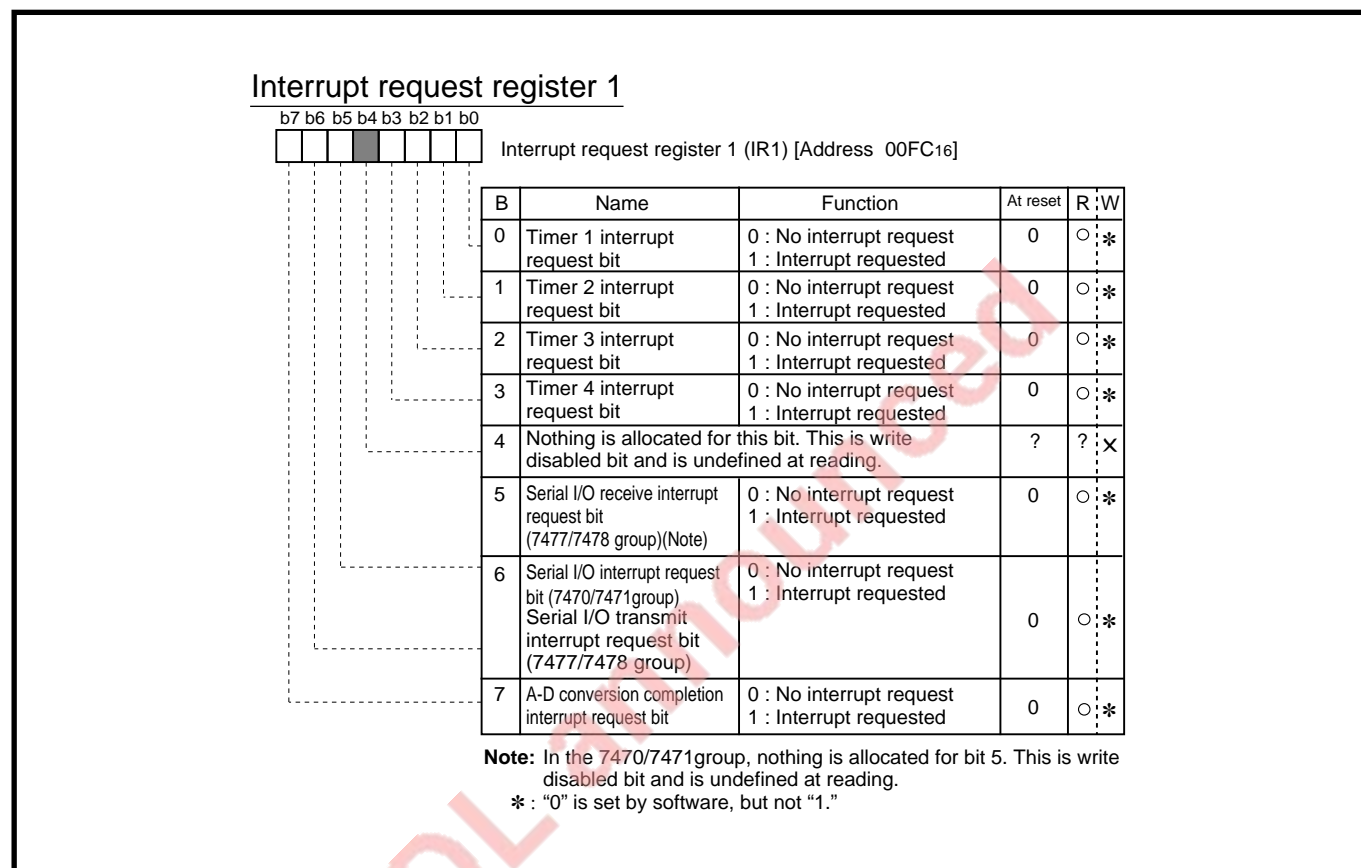 Interrupt request register 1
b7 b6 b5 b4 b3 b2 b1 b0
Interrupt request register 1 (IR1) [Address 00FC16]
B Name Function At reset R W
0 Timer 1 interrupt 0 : No interrupt request 0 ○ ✻
request bit 1 : Interrupt requested
1 Timer 2 interrupt 0 : No interrupt request 0 ○ ✻
request bit 1 : Interrupt requested
2 Timer 3 interrupt 0 : No interrupt request 0 ○ ✻
request bit 1 : Interrupt requested
3 Timer 4 interrupt 0 : No interrupt request 0 ○ ✻
request bit 1 : Interrupt requested
4 Nothing is allocated for this bit. This is write ? ? ×
disabled bit and is undefined at reading.
5 Serial I/O receive interrupt 0 : No interrupt request 0 ○ ✻
request bit 1 : Interrupt requested
(7477/7478 group)(Note)
6 Serial I/O interrupt request 0 : No interrupt request
bit (7470/7471group) 1 : Interrupt requested
Serial I/O transmit 0 ○ ✻
interrupt request bit
(7477/7478 group)
7 A-D conversion completion 0 : No interrupt request 0 ○ ✻
interrupt request bit 1 : Interrupt requested
Note: In the 7470/7471group, nothing is allocated for bit 5. This is write
disabled bit and is undefined at reading.
✻ : “0” is set by software, but not “1.”
OL announced